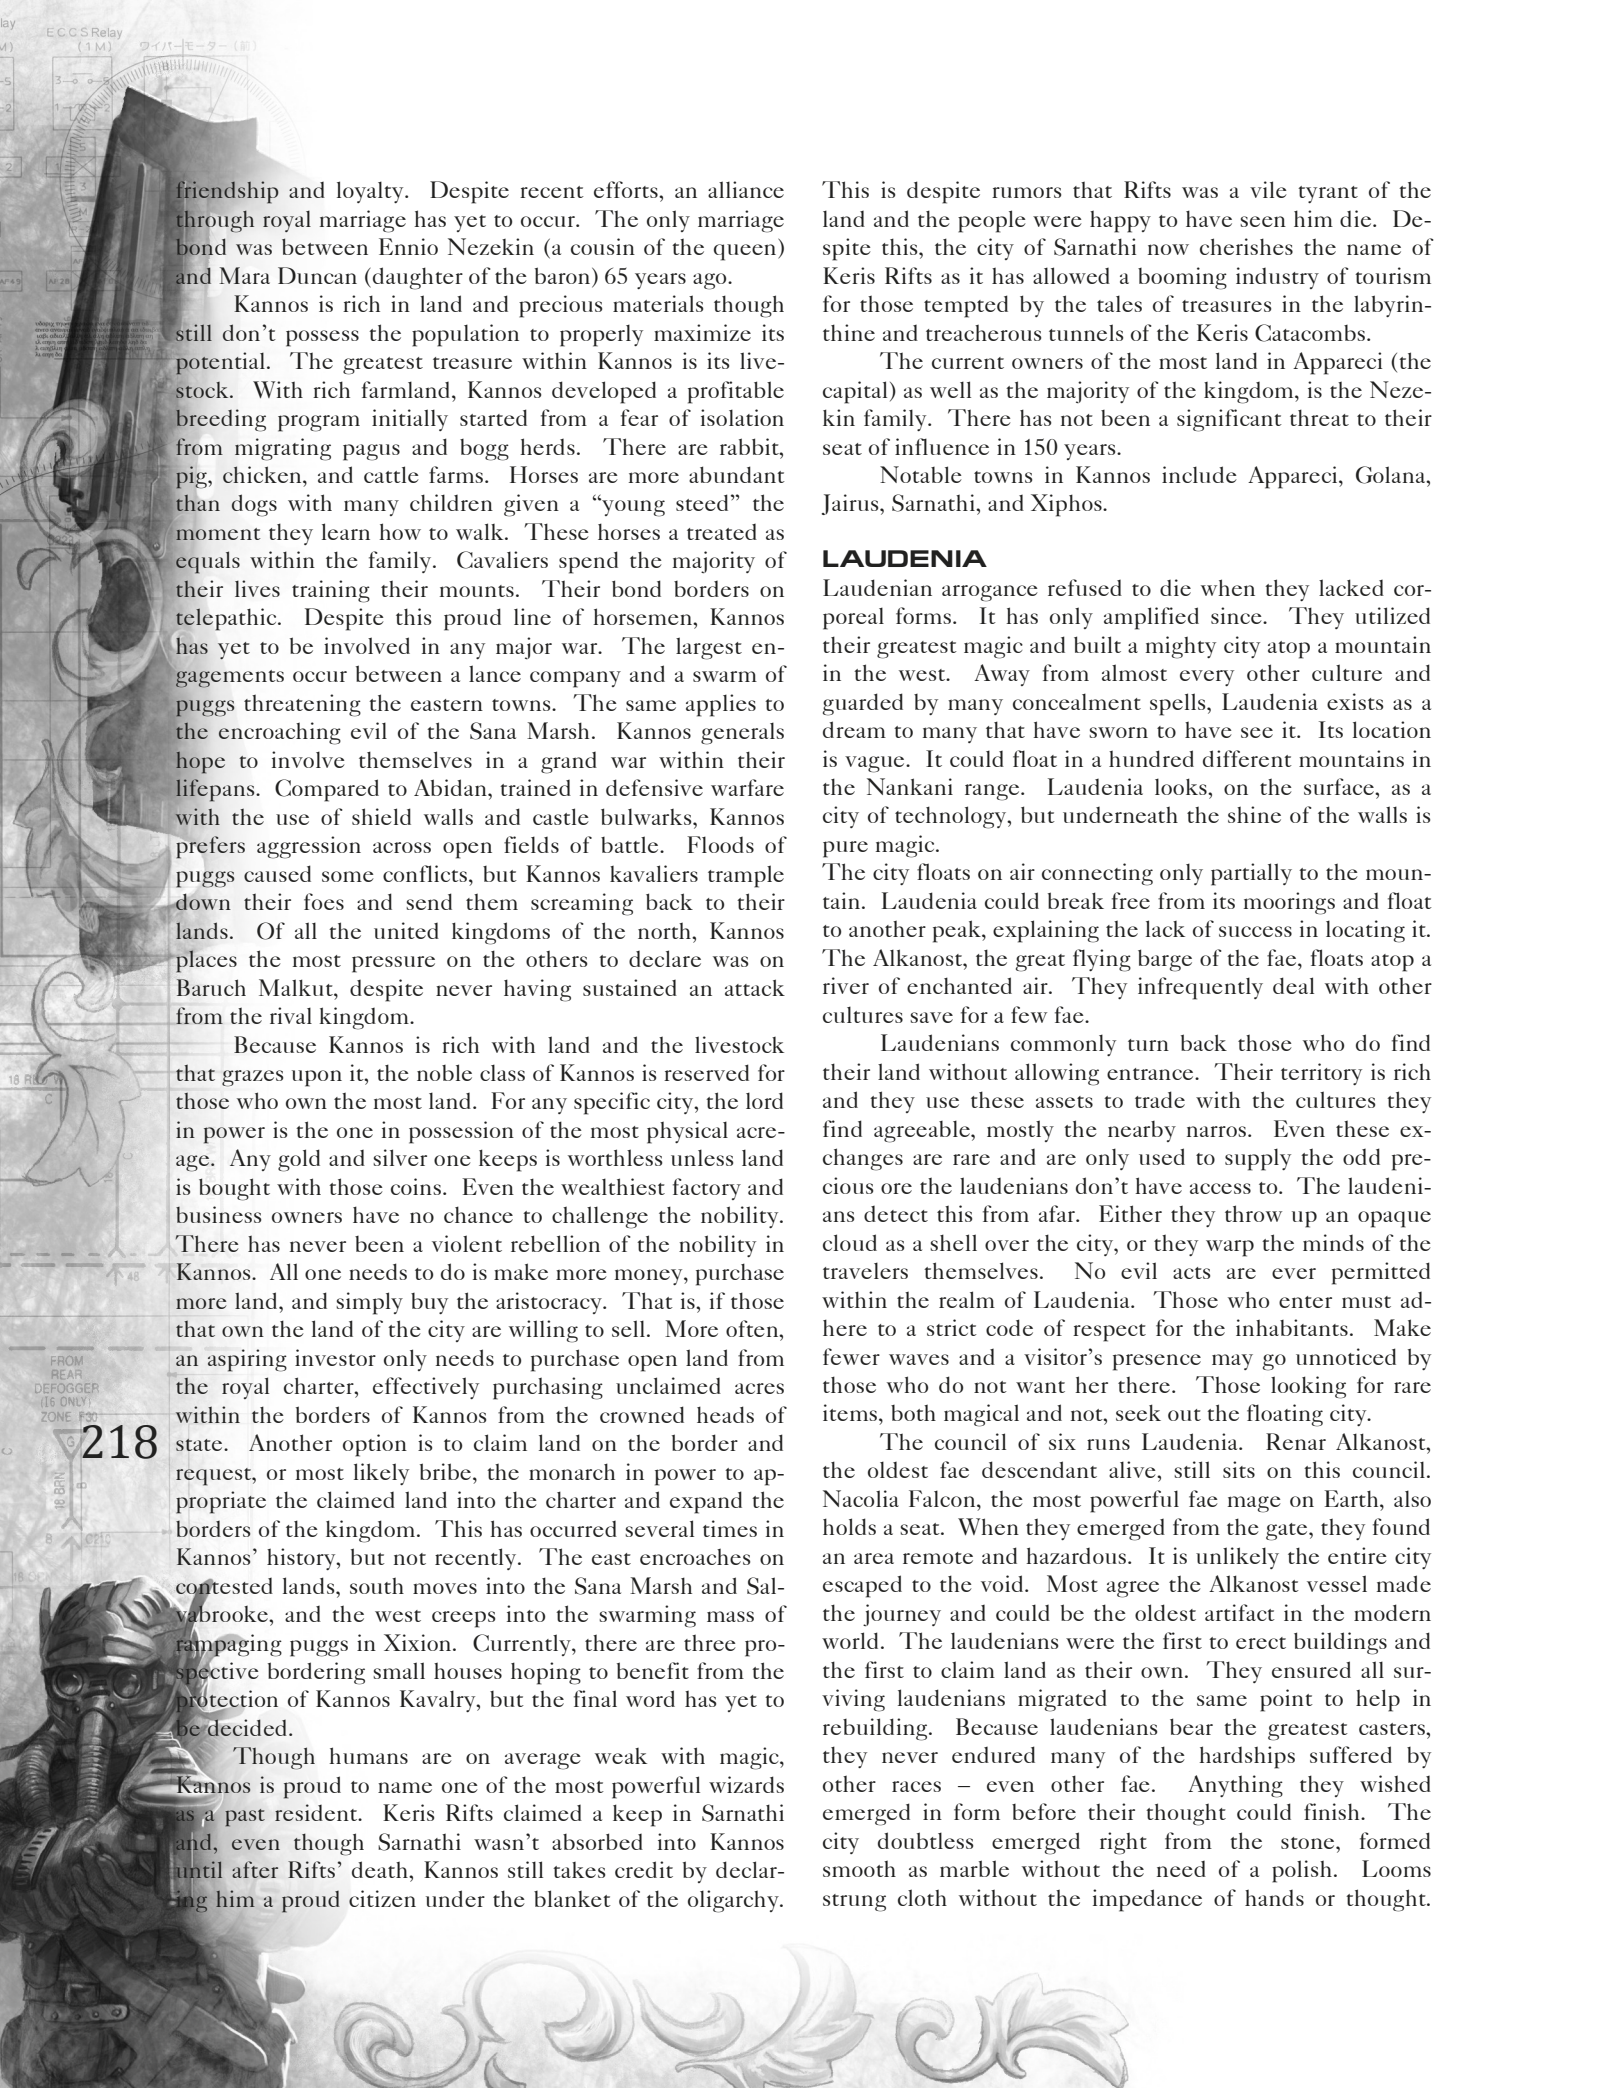 lay
ECCS Relay
(1M)
ワイパーモーター (前)
friendship and loyalty. Despite recent efforts, an alliance
through royal marriage has yet to occur. The only marriage
bond was between Ennio Nezekin (a cousin of the queen)
and Mara Duncan (daughter of the baron) 65 years ago.
Kannos is rich in land and precious materials though
still don't possess the population to properly maximize its
potential. The greatest treasure within Kannos is its live-
stock. With rich farmland, Kannos developed a profitable
breeding program initially started from a fear of isolation
from migrating pagus and bogg herds. There are rabbit,
pig, chicken, and cattle farms. Horses are more abundant
than dogs with many children given a “young steed” the
moment they learn how to walk. These horses a treated as
equals within the family. Cavaliers spend the majority of
their lives training their mounts. Their bond borders on
telepathic. Despite this proud line of horsemen, Kannos
has yet to be involved in any major war. The largest en-
gagements occur between a lance company and a swarm of
puggs threatening the eastern towns. The same applies to
the encroaching evil of the Sana Marsh. Kannos generals
hope to involve themselves in a grand war within their
lifepans. Compared to Abidan, trained in defensive warfare
with the use of shield walls and castle bulwarks, Kannos
prefers aggression across open fields of battle. Floods of
puggs caused some conflicts, but Kannos kavaliers trample
down their foes and send them screaming back to their
lands. Of all the united kingdoms of the north, Kannos
places the most pressure on the others to declare was on
Baruch Malkut, despite never having sustained an attack
from the rival kingdom.
Because Kannos is rich with land and the livestock
that grazes upon it, the noble class of Kannos is reserved for
those who own the most land. For any specific city, the lord
in power is the one in possession of the most physical acre-
age. Any gold and silver one keeps is worthless unless land
is bought with those coins. Even the wealthiest factory and
business owners have no chance to challenge the nobility.
There has never been a violent rebellion of the nobility in
Kannos. All one needs to do is make more money, purchase
more land, and simply buy the aristocracy. That is, if those
that own the land of the city are willing to sell. More often,
an aspiring investor only needs to purchase open land from
the royal charter, effectively purchasing unclaimed acres
within the borders of Kannos from the crowned heads of
state. Another option is to claim land on the border and
request, or most likely bribe, the monarch in power to ap-
propriate the claimed land into the charter and expand the
borders of the kingdom. This has occurred several times in
Kannos' history, but not recently. The east encroaches on
contested lands, south moves into the Sana Marsh and Sal-
vabrooke, and the west creeps into the swarming mass of
rampaging puggs in Xixion. Currently, there are three pro-
spective bordering small houses hoping to benefit from the
protection of Kannos Kavalry, but the final word has yet to
be decided.
Though humans are on average weak with magic,
Kannos is proud to name one of the most powerful wizards
as a past resident. Keris Rifts claimed a keep in Sarnathi
and, even though Sarnathi wasn't absorbed into Kannos
until after Rifts' death, Kannos still takes credit by declar-
ing him a proud citizen under the blanket of the oligarchy.
FROM
REAR
DEFOGGER
(16 ONLY)
ZONE F30
218
This is despite rumors that Rifts was a vile tyrant of the
land and the people were happy to have seen him die. De-
spite this, the city of Sarnathi now cherishes the name of
Keris Rifts as it has allowed a booming industry of tourism
for those tempted by the tales of treasures in the labyrin-
thine and treacherous tunnels of the Keris Catacombs.
The current owners of the most land in Appareci (the
capital) as well as the majority of the kingdom, is the Neze-
kin family. There has not been a significant threat to their
seat of influence in 150 years.
Notable towns in Kannos include Appareci, Golana,
Jairus, Sarnathi, and Xiphos.
LAUDENIA
Laudenian arrogance refused to die when they lacked cor-
poreal forms. It has only amplified since. They utilized
their greatest magic and built a mighty city atop a mountain
in the west. Away from almost every other culture and
guarded by many concealment spells, Laudenia exists as a
dream to many that have sworn to have see it. Its location
is vague. It could float in a hundred different mountains in
the Nankani range. Laudenia looks, on the surface, as a
city of technology, but underneath the shine of the walls is
pure magic.
The city floats on air connecting only partially to the moun-
tain. Laudenia could break free from its moorings and float
to another peak, explaining the lack of success in locating it.
The Alkanost, the great flying barge of the fae, floats atop a
river of enchanted air. They infrequently deal with other
cultures save for a few fae.
Laudenians commonly turn back those who do find
their land without allowing entrance. Their territory is rich
and they use these assets to trade with the cultures they
find agreeable, mostly the nearby narros. Even these ex-
changes are rare and are only used to supply the odd pre-
cious ore the laudenians don't have access to. The laudeni-
ans detect this from afar. Either they throw up an opaque
cloud as a shell over the city, or they warp the minds of the
travelers themselves. No evil acts are ever permitted
within the realm of Laudenia. Those who enter must ad-
here to a strict code of respect for the inhabitants. Make
fewer waves and a visitor's presence may go unnoticed by
those who do not want her there. Those looking for rare
items, both magical and not, seek out the floating city.
The council of six runs Laudenia. Renar Alkanost,
the oldest fae descendant alive, still sits on this council.
Nacolia Falcon, the most powerful fae mage on Earth, also
holds a seat. When they emerged from the gate, they found
an area remote and hazardous. It is unlikely the entire city
escaped to the void. Most agree the Alkanost vessel made
the journey and could be the oldest artifact in the modern
world. The laudenians were the first to erect buildings and
the first to claim land as their own. They ensured all sur-
viving laudenians migrated to the same point to help in
rebuilding. Because laudenians bear the greatest casters,
they never endured many of the hardships suffered by
other races – even other fae. Anything they wished
emerged in form before their thought could finish. The
city doubtless emerged right from the stone, formed
smooth as marble without the need of a polish. Looms
strung cloth without the impedance of hands or thought.